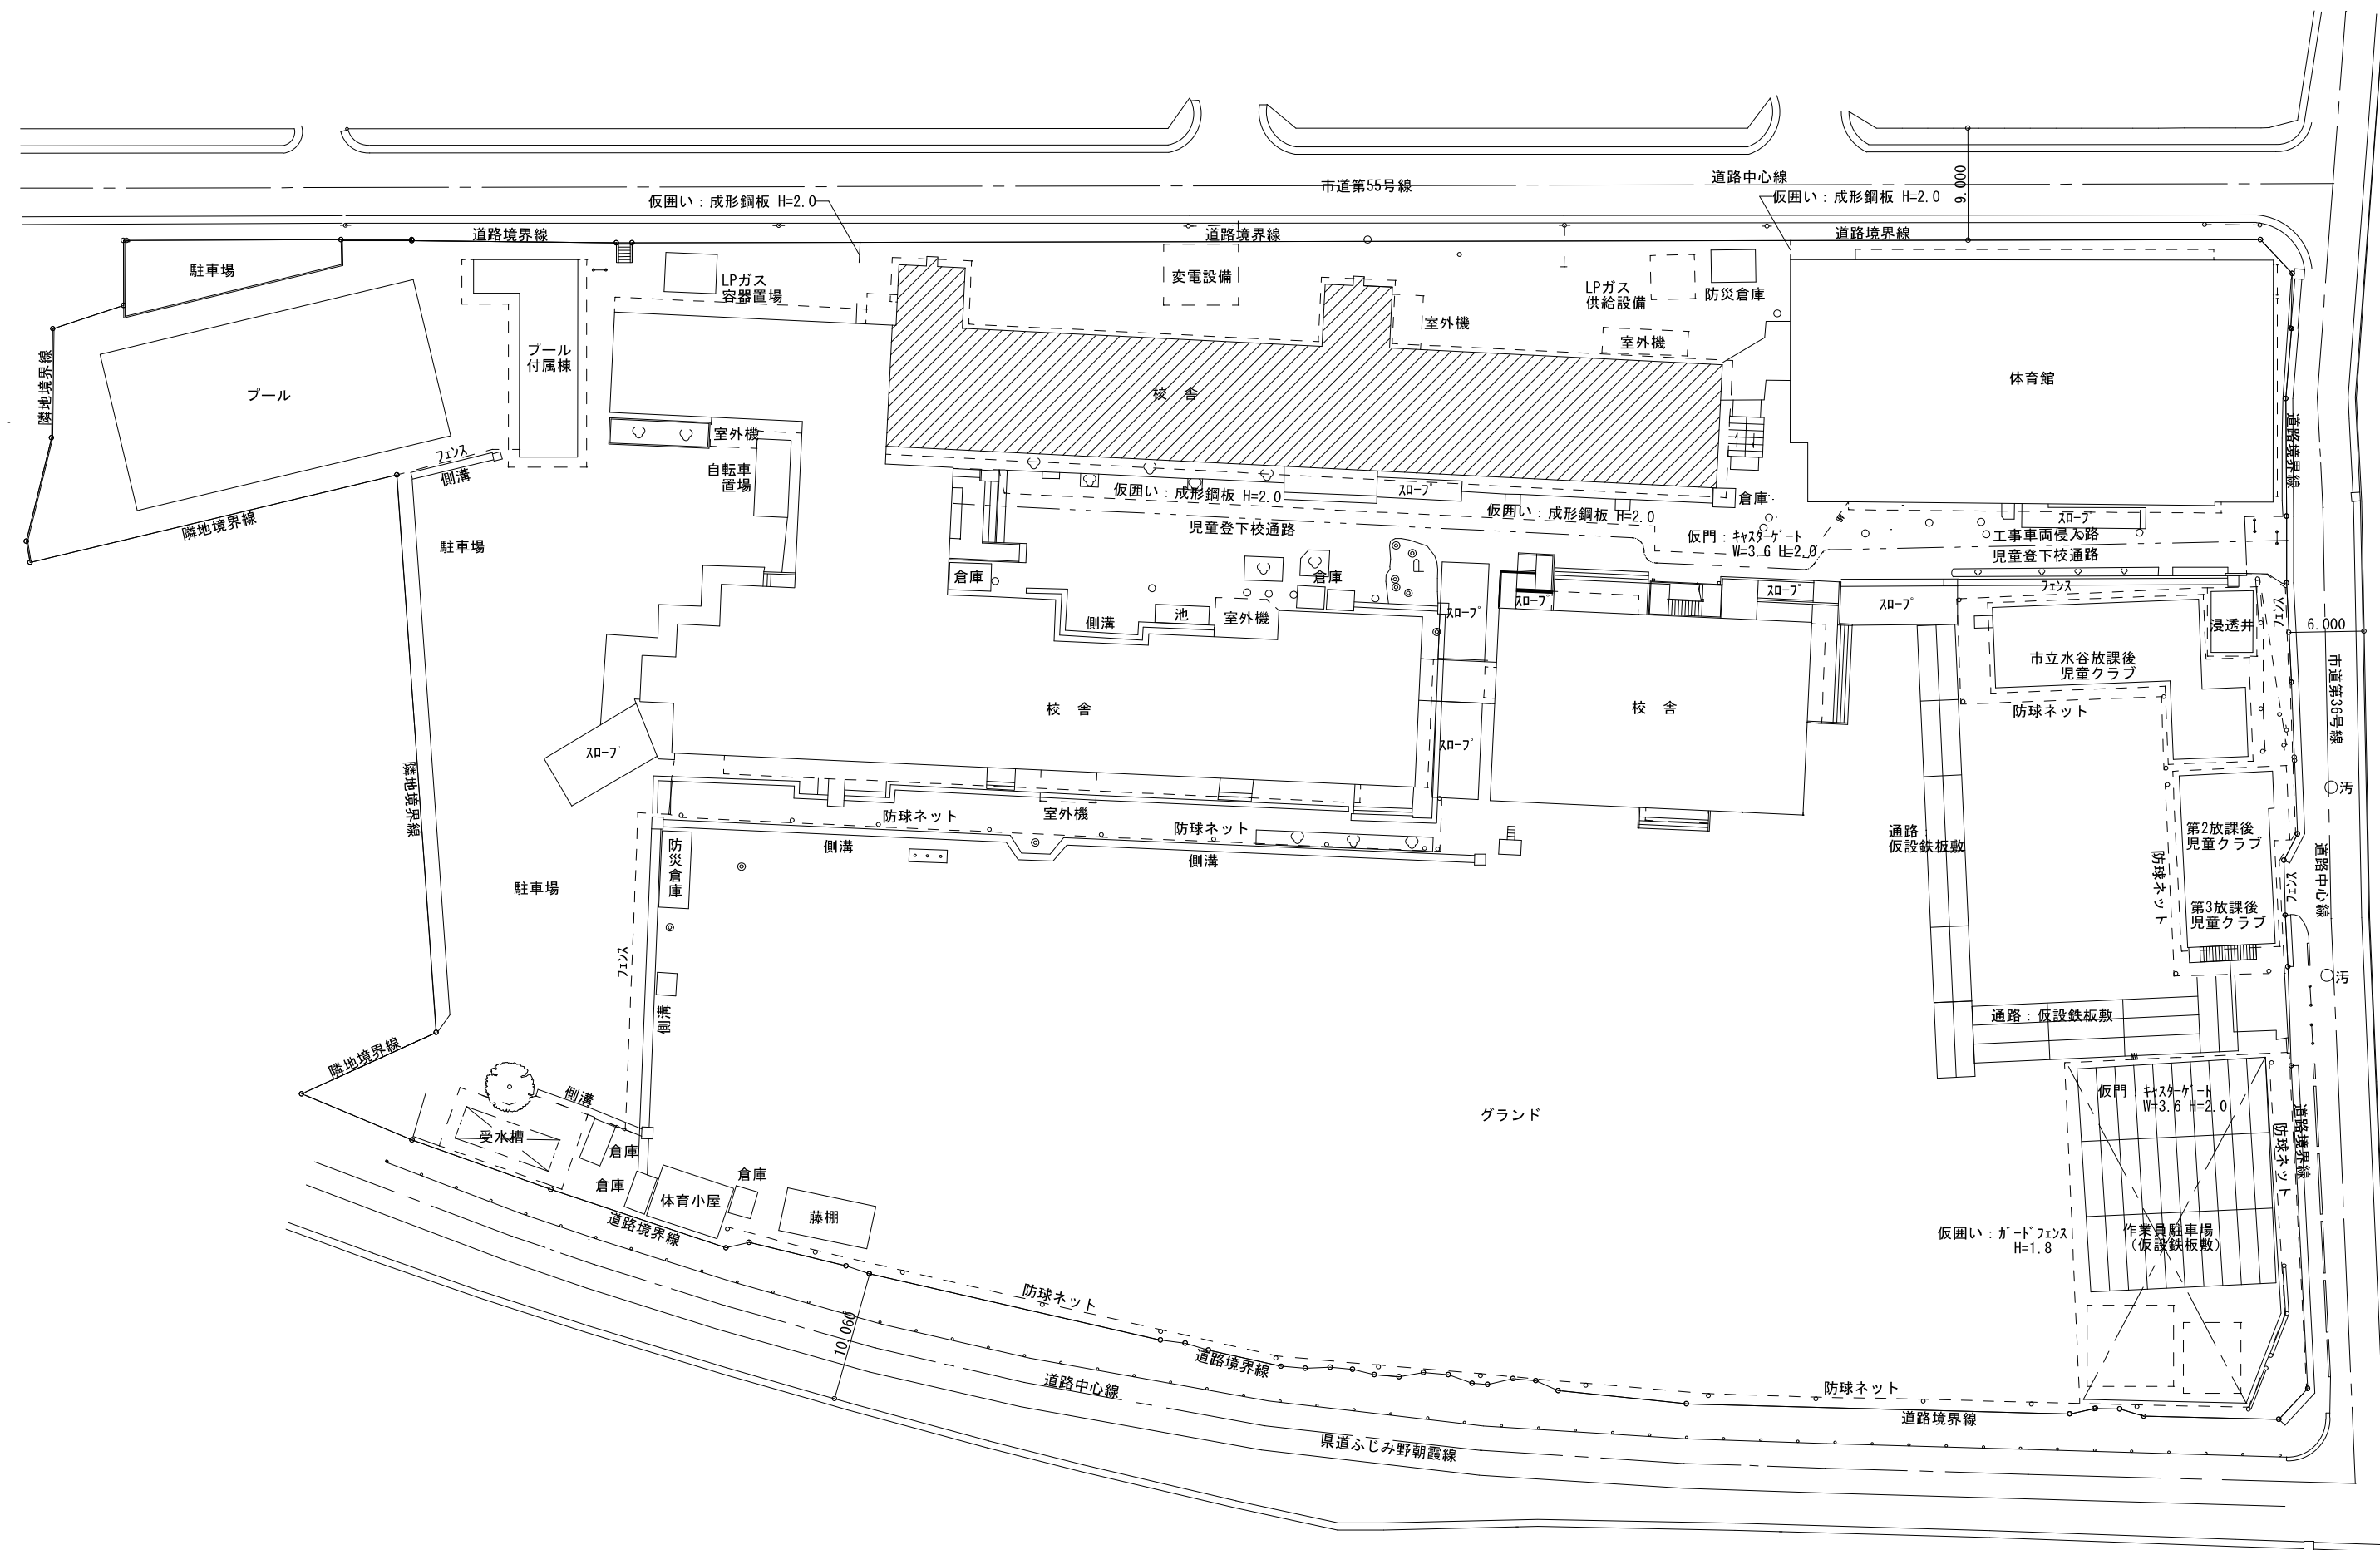 市道第55号線
道路中心線
9.000
仮囲い：成形鋼板 H=2.0
仮囲い：成形鋼板 H=2.0
道路境界線
道路境界線
道路境界線
駐車場
LPガス
容器置場
変電設備
LPガス
供給設備
防災倉庫
室外機
室外機
プール
付属棟
プール
隣地境界線
校　舎
体育館
道路境界線
室外機
自転車
置場
フェンス
側溝
隣地境界線
駐車場
仮囲い：成形鋼板 H=2.0
スロープ
倉庫
仮囲い：成形鋼板 H=2.0
児童登下校通路
仮門：キャスターゲート
W=3.6 H=2.0
スロープ
工事車両侵入路
児童登下校通路
倉庫
倉庫
池
室外機
側溝
スロープ
スロープ
スロープ
スロープ
フェンス
フェンス
浸透井
6.000
市立水谷放課後
児童クラブ
防球ネット
市道第36号線
校　舎
校　舎
スロープ
スロープ
隣地境界線
室外機
防球ネット
防球ネット
側溝
側溝
防災倉庫
駐車場
フェンス
側溝
通路：
仮設鉄板敷
防球ネット
第2放課後
児童クラブ
第3放課後
児童クラブ
フェンス
道路中心線
汚
汚
通路：仮設鉄板敷
隣地境界線
側溝
受水槽
倉庫
倉庫
体育小屋
倉庫
藤棚
グランド
仮門：キャスターゲート
W=3.6 H=2.0
防球ネット
道路境界線
仮囲い：ガードフェンス
H=1.8
作業員駐車場
（仮設鉄板敷）
道路境界線
10.060
防球ネット
道路境界線
道路中心線
防球ネット
道路境界線
県道ふじみ野朝霞線